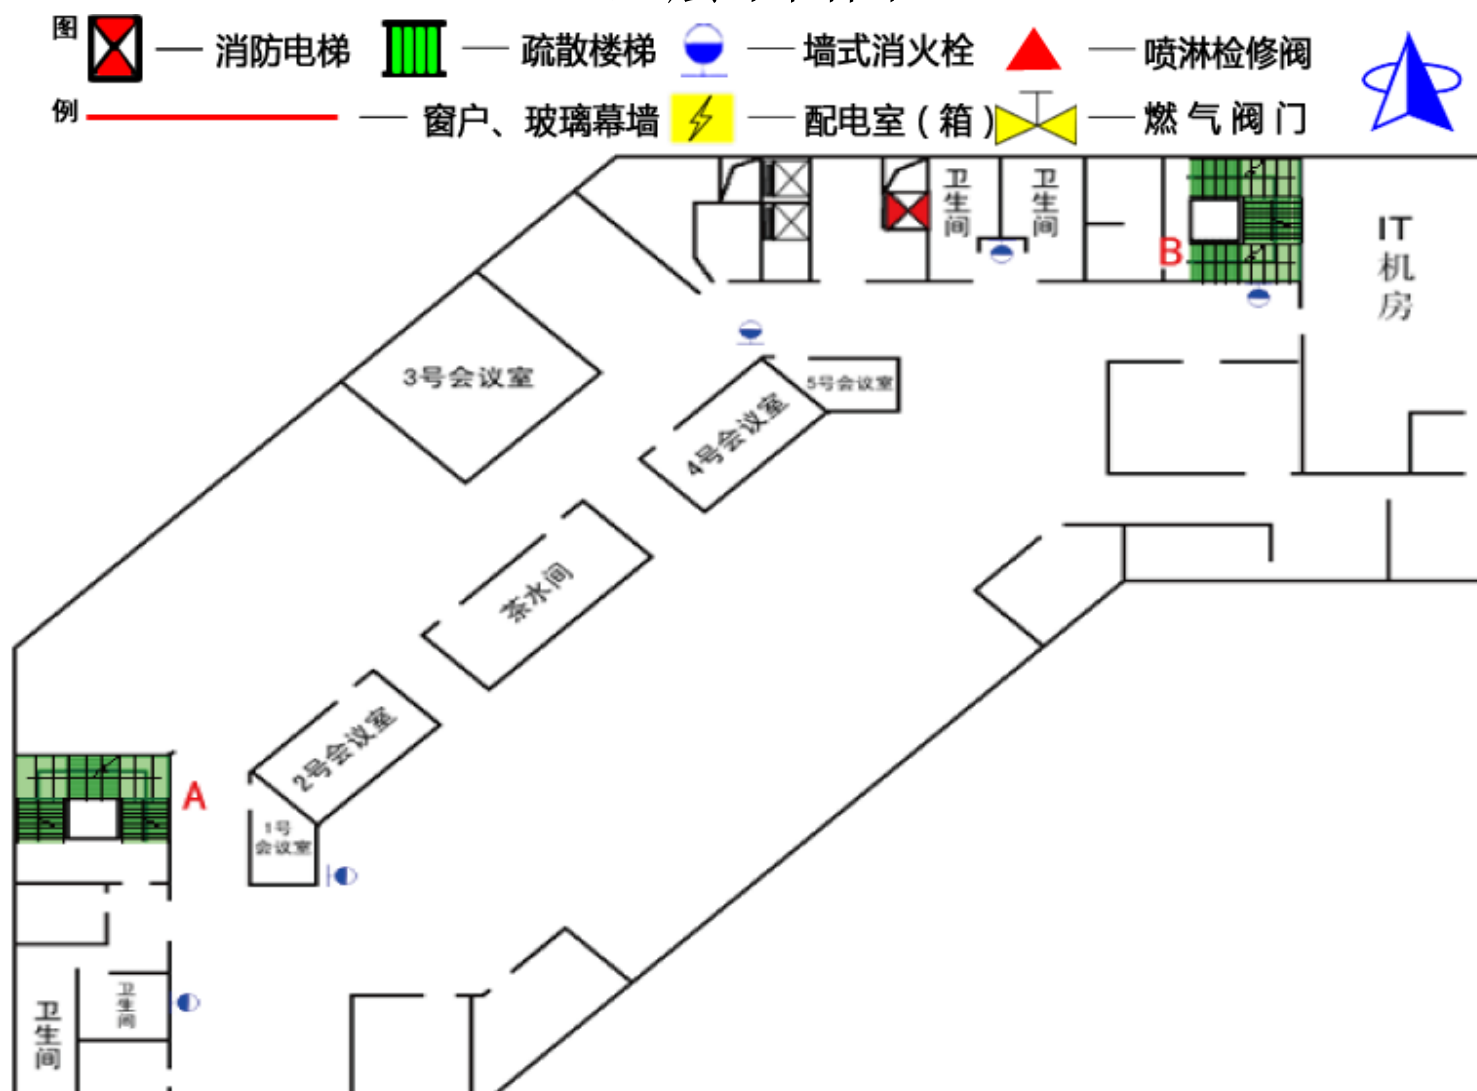 图 消防电梯 疏散楼梯 墙式消火栓 喷淋检修阀
例 窗户、玻璃幕墙 配电室（箱） 燃气阀门
卫生间
卫生间
B
IT机房
3号会议室
5号会议室
4号会议室
茶水间
2号会议室
A
1号
会议室
卫生间
卫生间